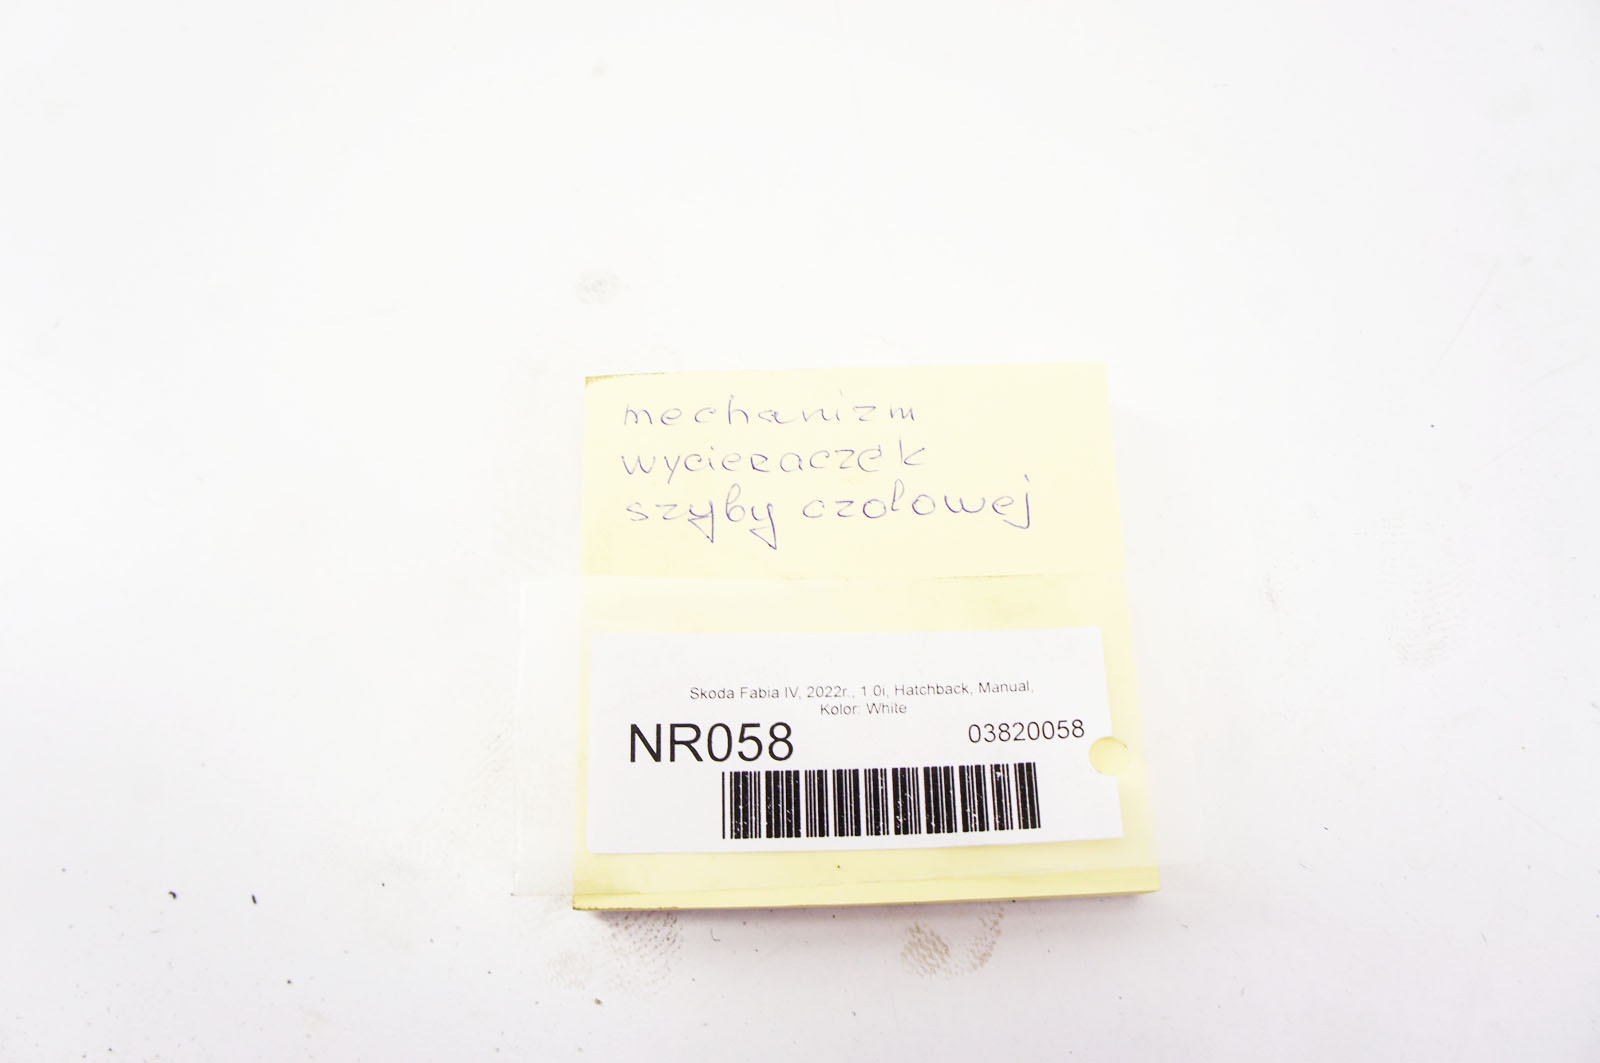 mechanizm
wycieraczek
szyby czołowej
Skoda Fabia IV, 2022r., 1.0i, Hatchback, Manual,
Kolor: White
NR058
03820058